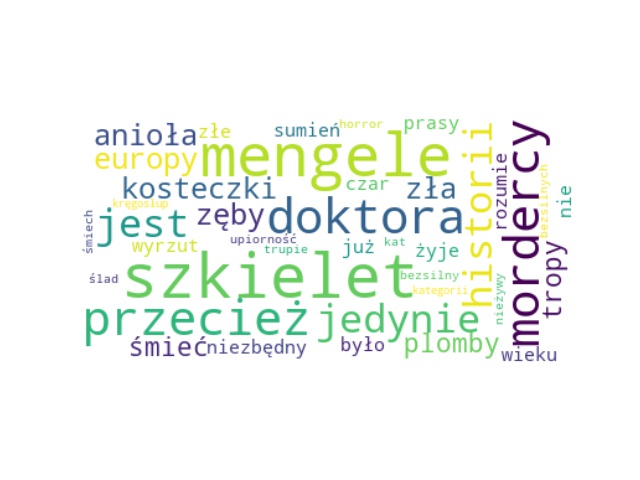 anioła złe sumień horror prasy
europy mengele
kosteczki czar zła
kręgosłup
śmiech jest zęby doktora
wyrzut upiorność trupie już kat żyje
ślad szkielet bezsilny
kategorii
przecież jedynie
śmieć niezbędny było plomby wieku
historii
rozumie
nieżywy
mordercy
bezsilnych
tropy
nie